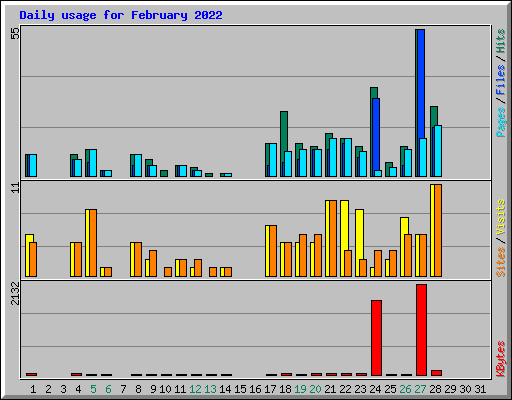 Daily usage for February 2022
55
Pages / Files / Hits
11
Sites / Visits
2132
KBytes
1 2 3 4 5 6 7 8 9 10 11 12 13 14 15 16 17 18 19 20 21 22 23 24 25 26 27 28 29 30 31